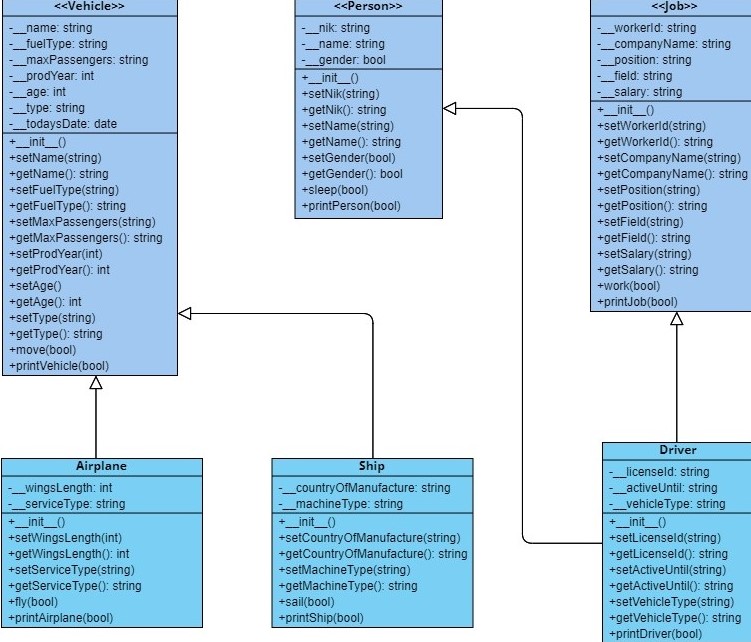 <<Vehicle>>
-__name: string
-__fuelType: string
-__maxPassengers: string
-__prodYear: int
-__age: int
-__type: string
-__todaysDate: date
+__init__()
+setName(string)
+getName(): string
+setFuelType(string)
+getFuelType(): string
+setMaxPassengers(string)
+getMaxPassengers(): string
+setProdYear(int)
+getProdYear(): int
+setAge()
+getAge(): int
+setType(string)
+getType(): string
+move(bool)
+printVehicle(bool)
<<Person>>
-__nik: string
-__name: string
-__gender: bool
+__init__()
+setNik(string)
+getNik(): string
+setName(string)
+getName(): string
+setGender(bool)
+getGender(): bool
+sleep(bool)
+printPerson(bool)
<<Job>>
-__workerId: string
-__companyName: string
-__position: string
-__field: string
-__salary: string
+__init__()
+setWorkerId(string)
+getWorkerId(): string
+setCompanyName(string)
+getCompanyName(): string
+setPosition(string)
+getPosition(): string
+setField(string)
+getField(): string
+setSalary(string)
+getSalary(): string
+work(bool)
+printJob(bool)
Airplane
-__wingsLength: int
-__serviceType: string
+__init__()
+setWingsLength(int)
+getWingsLength(): int
+setServiceType(string)
+getServiceType(): string
+fly(bool)
+printAirplane(bool)
Ship
-__countryOfManufacture: string
-__machineType: string
+__init__()
+setCountryOfManufacture(string)
+getCountryOfManufacture(): string
+setMachineType(string)
+getMachineType(): string
+sail(bool)
+printShip(bool)
Driver
-__licenseId: string
-__activeUntil: string
-__vehicleType: string
+__init__()
+setLicenseId(string)
+getLicenseId(): string
+setActiveUntil(string)
+getActiveUntil(): string
+setVehicleType(string)
+getVehicleType(): string
+printDriver(bool)